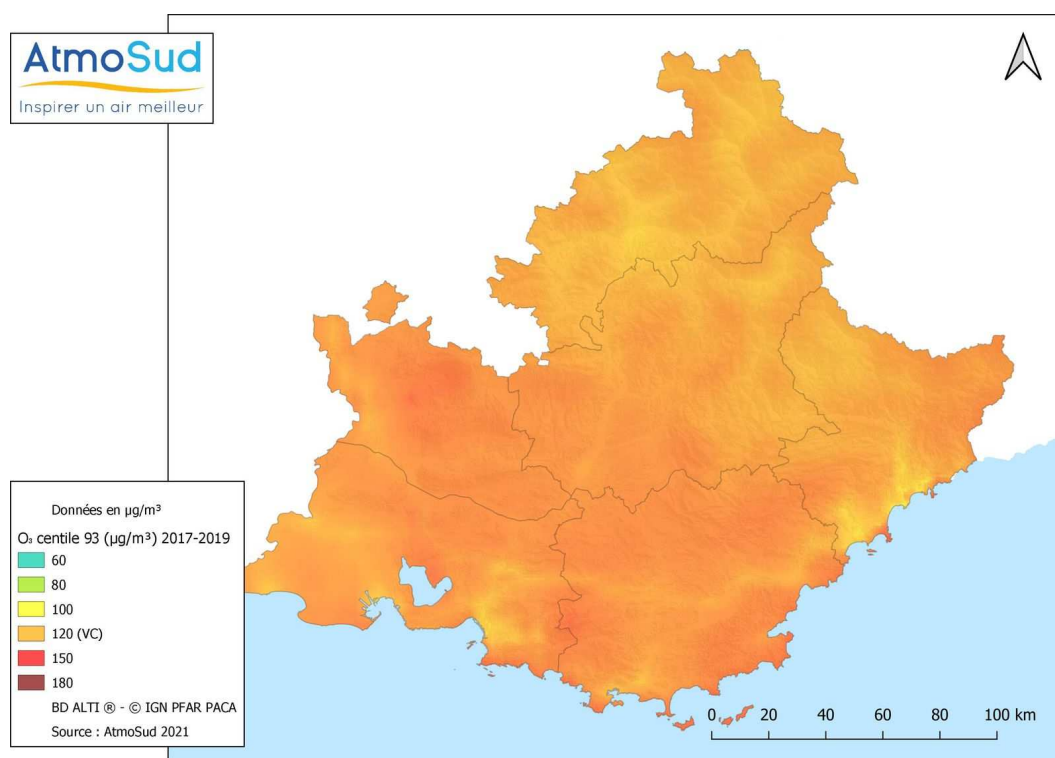 AtmoSud
Inspirer un air meilleur
Données en µg/m³
O₃ centile 93 (µg/m³) 2017-2019
60
80
100
120 (VC)
150
180
BD ALTI ® - © IGN PFAR PACA
Source : AtmoSud 2021
0 20 40 60 80 100 km